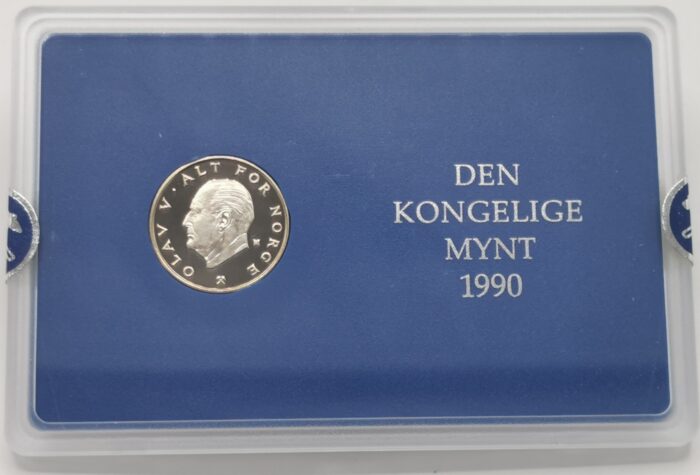 OLAV V · ALT FOR NORGE
K
DEN
KONGELIGE
MYNT
1990